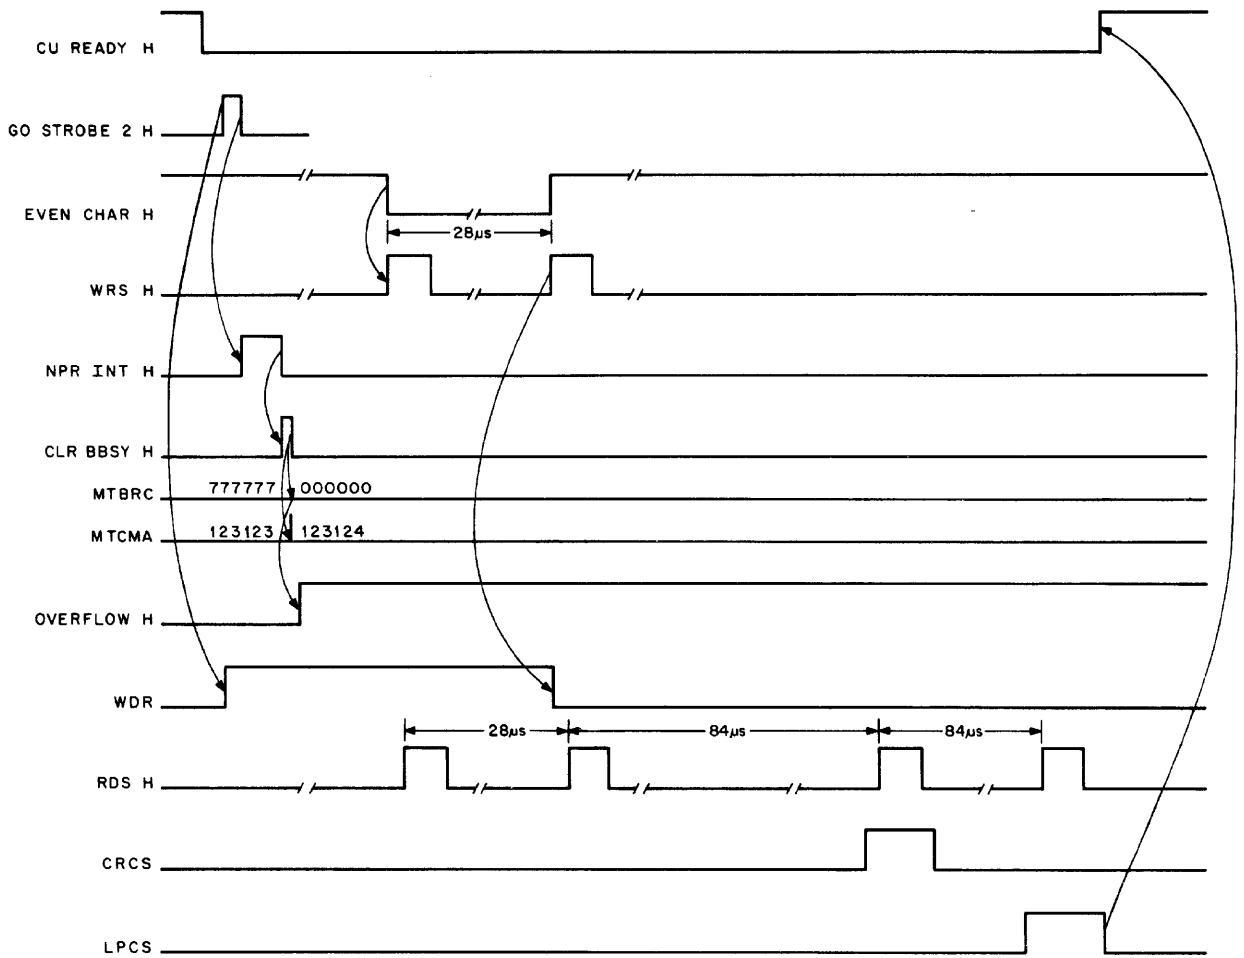 CU READY H
GO STROBE 2 H
EVEN CHAR H
28µs
WRS H
NPR INT H
CLR BBSY H
MTBRC 777777 000000
MTCMA 123123 123124
OVERFLOW H
WDR
28µs 84µs 84µs
RDS H
CRCS
LPCS